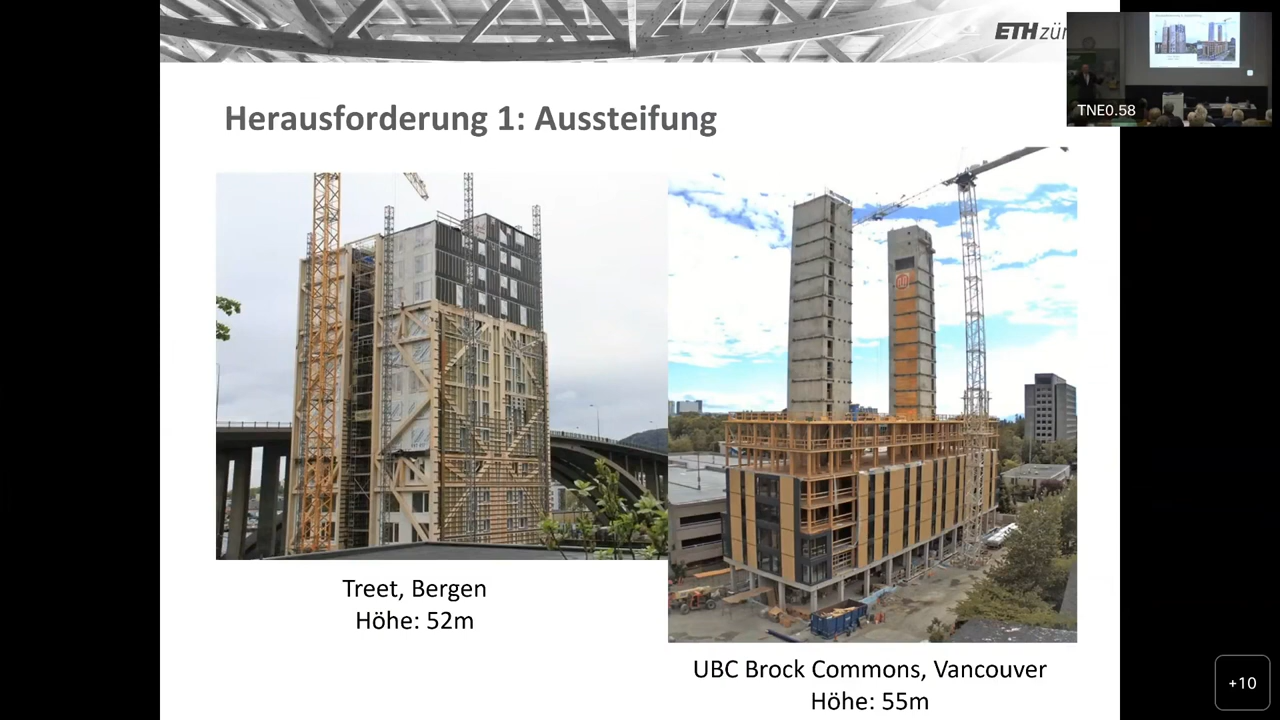 ETH zür
Herausforderung 1: Aussteifung
TNE0.58
Treet, Bergen
Höhe: 52m
UBC Brock Commons, Vancouver
Höhe: 55m
+10